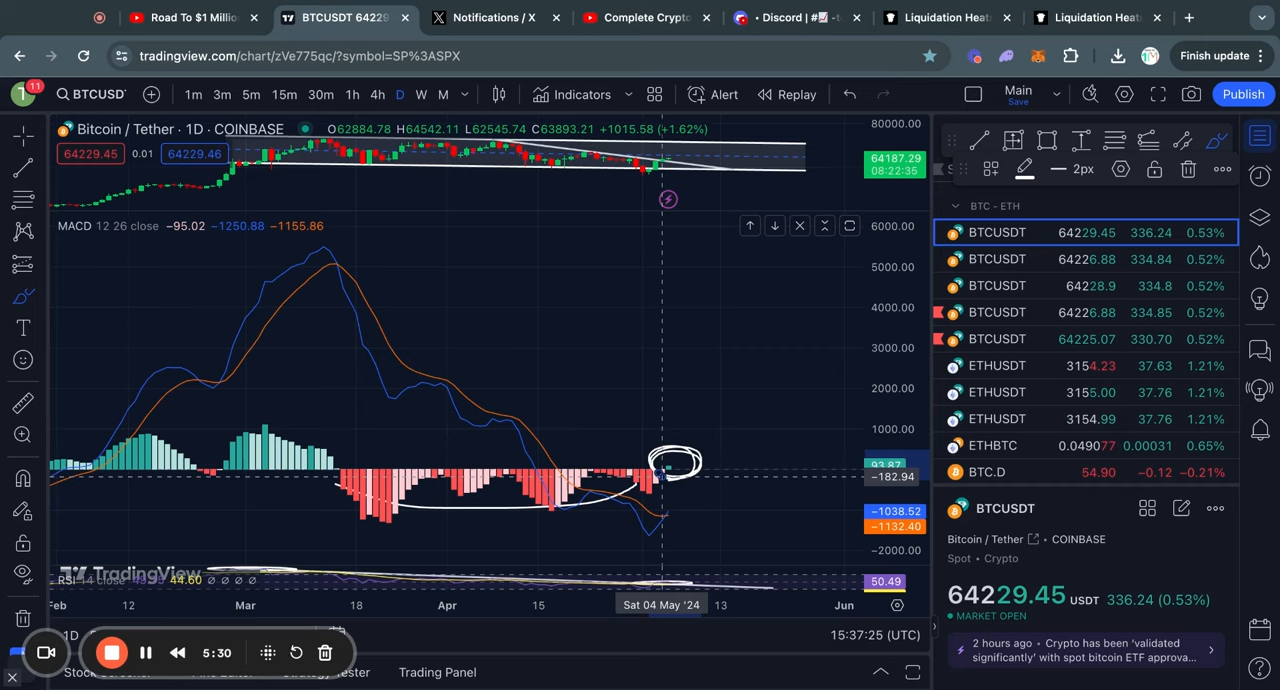 Road To $1 Millio
BTCUSDT 64229
Notifications / X
Complete Crypto
• Discord | #📈 -t
Liquidation Heat
Liquidation Heat
tradingview.com/chart/zVe775qc/?symbol=SP%3ASPX
Finish update
11
BTCUSDT
1m 3m 5m 15m 30m 1h 4h D W M
Indicators
Alert
Replay
Main
Save
Publish
Bitcoin / Tether · 1D · COINBASE
O62884.78 H64542.11 L62545.74 C63893.21 +1015.58 (+1.62%)
64229.45 0.01 64229.46
80000.00
64187.29
08:22:35
MACD 12 26 close −95.02 −1250.88 −1155.86
6000.00
5000.00
4000.00
3000.00
2000.00
1000.00
93.87
−182.94
−1038.52
−1132.40
−2000.00
TradingView
RSI 14 close 44.60 ∅ ∅ ∅ ∅
50.49
Feb 12 Mar 18 Apr 15 Sat 04 May '24 13 Jun
1D
15:37:25 (UTC)
5:30
Trading Panel
2px
BTC - ETH
BTCUSDT 64229.45 336.24 0.53%
BTCUSDT 64226.88 334.84 0.52%
BTCUSDT 64228.9 334.8 0.52%
BTCUSDT 64226.88 334.85 0.52%
BTCUSDT 64225.07 330.70 0.52%
ETHUSDT 3154.23 37.63 1.21%
ETHUSDT 3155.00 37.76 1.21%
ETHUSDT 3154.99 37.76 1.21%
ETHBTC 0.049077 0.00031 0.65%
BTC.D 54.90 −0.12 −0.21%
BTCUSDT
Bitcoin / Tether • COINBASE
Spot • Crypto
64229.45 USDT 336.24 (0.53%)
MARKET OPEN
2 hours ago • Crypto has been ‘validated
significantly’ with spot bitcoin ETF approva...